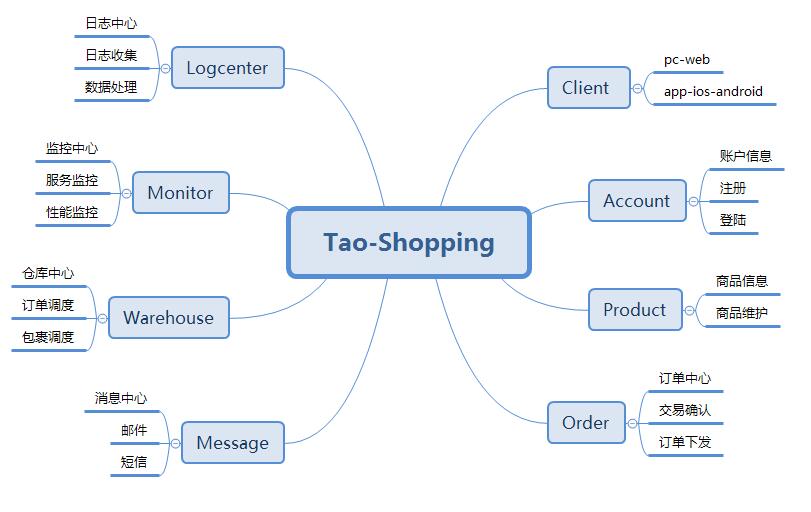 Tao-Shopping
Client
pc-web
app-ios-android
Account
账户信息
注册
登陆
Product
商品信息
商品维护
Order
订单中心
交易确认
订单下发
Logcenter
日志中心
日志收集
数据处理
Monitor
监控中心
服务监控
性能监控
Warehouse
仓库中心
订单调度
包裹调度
Message
消息中心
邮件
短信